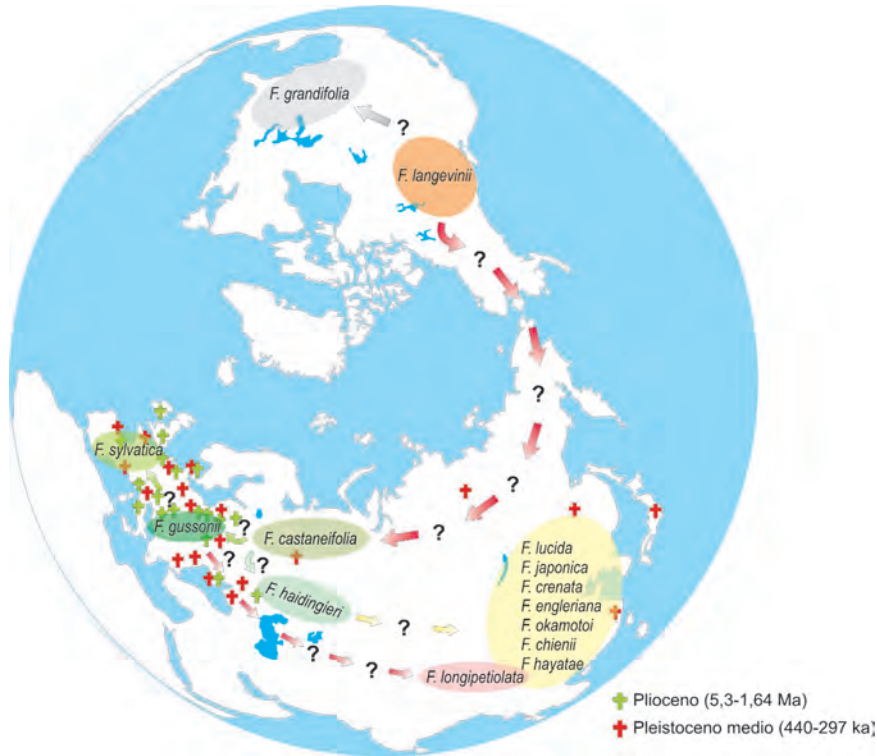 F. grandifolia
?
F. langevinii
?
?
F. sylvatica
?
?
F. gussonii
?
F. castaneifolia
?
?
?
F. haidingieri
?
F. lucida
F. japonica
F. crenata
F. engleriana
F. okamotoi
F. chienii
F hayatae
?
?
F. longipetiolata
Plioceno (5,3-1,64 Ma)
Pleistoceno medio (440-297 ka)